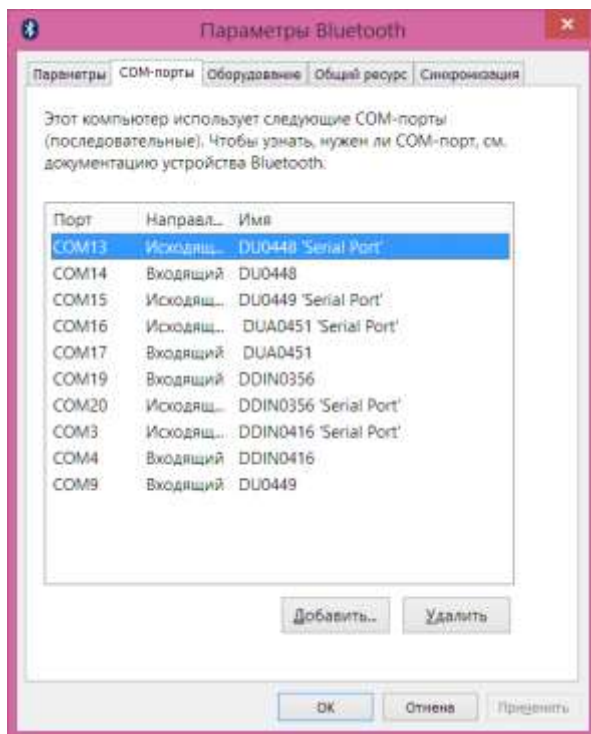 Параметры Bluetooth
Параметры COM-порты Оборудование Общий ресурс Синхронизация
Этот компьютер использует следующие COM-порты
(последовательные). Чтобы узнать, нужен ли COM-порт, см.
документацию устройства Bluetooth.
Порт Направл... Имя
COM13 Исходящ... DU0448 'Serial Port'
COM14 Входящий DU0448
COM15 Исходящ... DU0449 'Serial Port'
COM16 Исходящ... DUA0451 'Serial Port'
COM17 Входящий DUA0451
COM19 Входящий DDIN0356
COM20 Исходящ... DDIN0356 'Serial Port'
COM3 Исходящ... DDIN0416 'Serial Port'
COM4 Входящий DDIN0416
COM9 Входящий DU0449
Добавить... Удалить
OK Отмена Применить